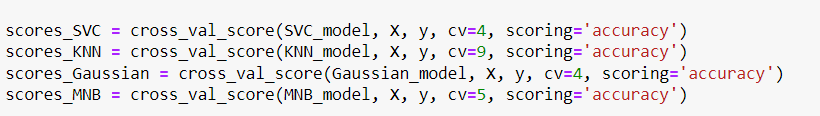 scores_SVC = cross_val_score(SVC_model, X, y, cv=4, scoring='accuracy')
scores_KNN = cross_val_score(KNN_model, X, y, cv=9, scoring='accuracy')
scores_Gaussian = cross_val_score(Gaussian_model, X, y, cv=4, scoring='accuracy')
scores_MNB = cross_val_score(MNB_model, X, y, cv=5, scoring='accuracy')